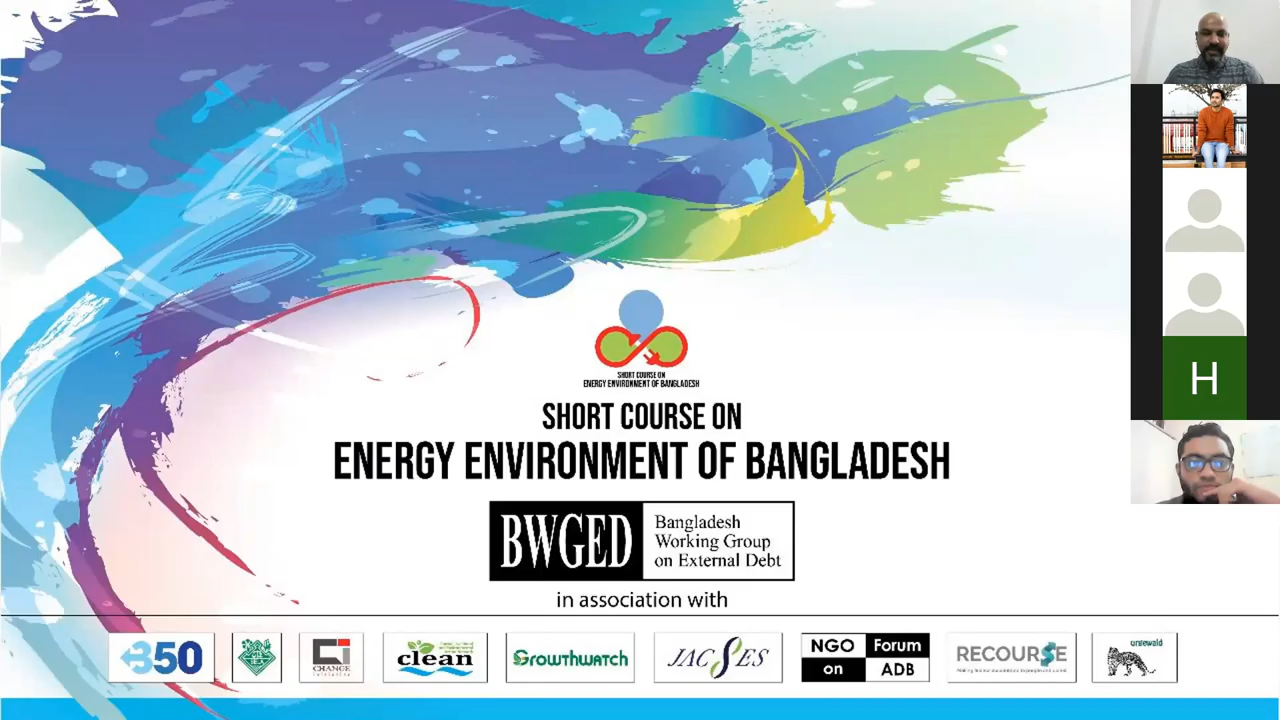 SHORT COURSE ON
ENERGY ENVIRONMENT OF BANGLADESH
SHORT COURSE ON
ENERGY ENVIRONMENT OF BANGLADESH
BWGED
Bangladesh
Working Group
on External Debt
in association with
350
CHANGE
clean
Growthwatch
JACSES
NGO Forum
on ADB
RECOURSE
urgewald
H